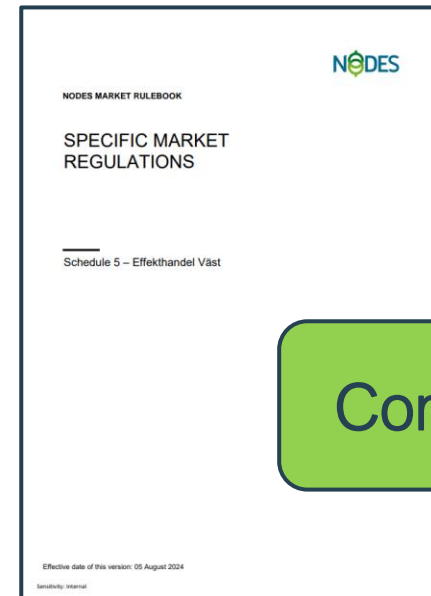 NODES
NODES MARKET RULEBOOK
SPECIFIC MARKET
REGULATIONS
Schedule 5 – Effekthandel Väst
Cor
Effective date of this version: 05 August 2024
Sensitivity: Internal